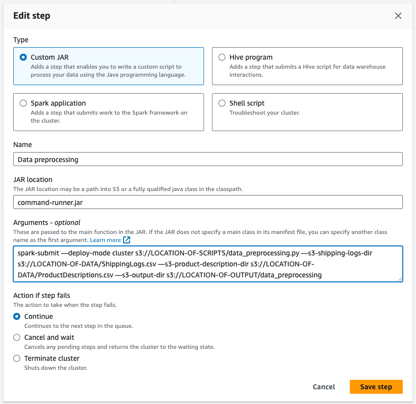 Edit step
Type
Custom JAR
Adds a step that enables you to write a custom script to
process your data using the Java programming language.
Hive program
Adds a step that submits a Hive script for data warehouse
interactions.
Spark application
Adds a step that submits work to the Spark framework on
the cluster.
Shell script
Troubleshoot your cluster.
Name
Data preprocessing
JAR location
The JAR location may be a path into S3 or a fully qualified java class in the classpath.
command-runner.jar
Arguments - optional
These are passed to the main function in the JAR. If the JAR does not specify a main class in its manifest file, you can specify another
class name as the first argument. Learn more
spark-submit —deploy-mode cluster s3://LOCATION-OF-SCRIPTS/data_preprocessing.py —s3-shipping-logs-dir
s3://LOCATION-OF-DATA/ShippingLogs.csv —s3-product-description-dir s3://LOCATION-OF-
DATA/ProductDescriptions.csv —s3-output-dir s3://LOCATION-OF-OUTPUT/data_preprocessing
Action if step fails
The action to take when the step fails.
Continue
Continues to the next step in the queue.
Cancel and wait
Cancels any pending steps and returns the cluster to the waiting state.
Terminate cluster
Shuts down the cluster.
Cancel
Save step